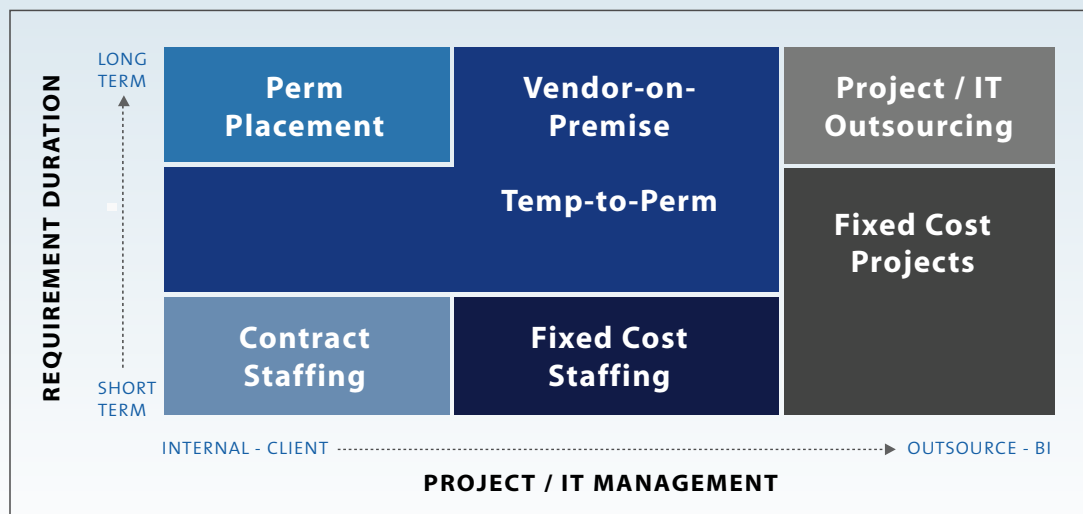 REQUIREMENT DURATION
LONG
TERM
SHORT
TERM
Perm
Placement
Vendor-on-
Premise
Project / IT
Outsourcing
Temp-to-Perm
Fixed Cost
Projects
Contract
Staffing
Fixed Cost
Staffing
INTERNAL - CLIENT
OUTSOURCE - BI
PROJECT / IT MANAGEMENT